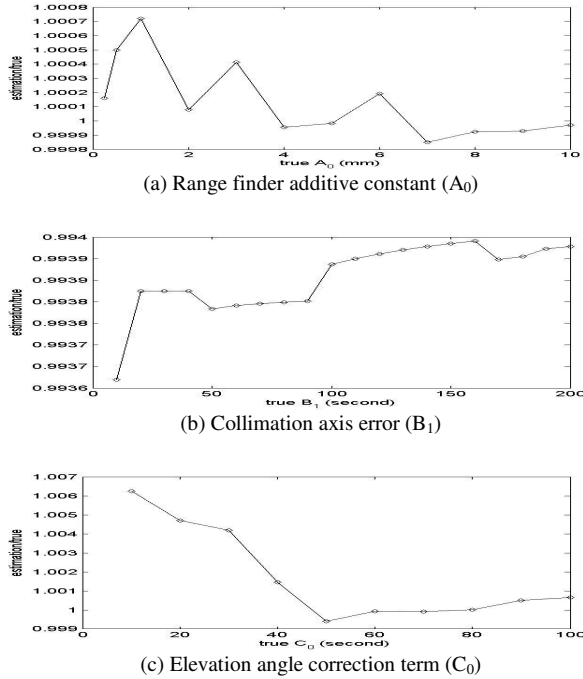 1.0008
1.0007
1.0006
1.0005
1.0004
1.0003
1.0002
1.0001
1
0.9999
0.9998
estimation/true
0 2 4 6 8 10
true A₀ (mm)
(a) Range finder additive constant (A₀)
0.994
0.9939
0.9939
0.9938
0.9938
0.9937
0.9937
0.9936
estimation/true
0 50 100 150 200
true B₁ (second)
(b) Collimation axis error (B₁)
1.007
1.006
1.005
1.004
1.003
1.002
1.001
1
0.999
estimation/true
0 20 40 60 80 100
true C₀ (second)
(c) Elevation angle correction term (C₀)